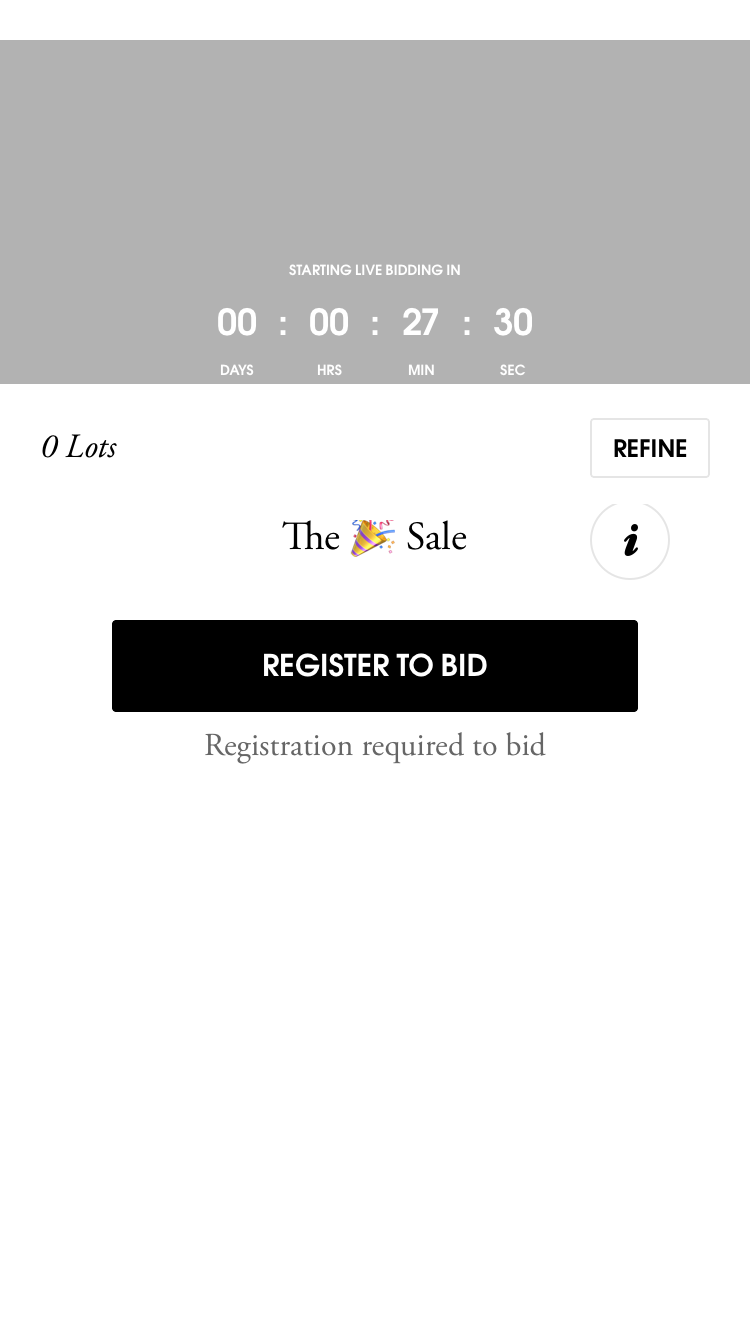 STARTING LIVE BIDDING IN
00 : 00 : 27 : 30
DAYS HRS MIN SEC
0 Lots
REFINE
The 🎉 Sale
i
REGISTER TO BID
Registration required to bid